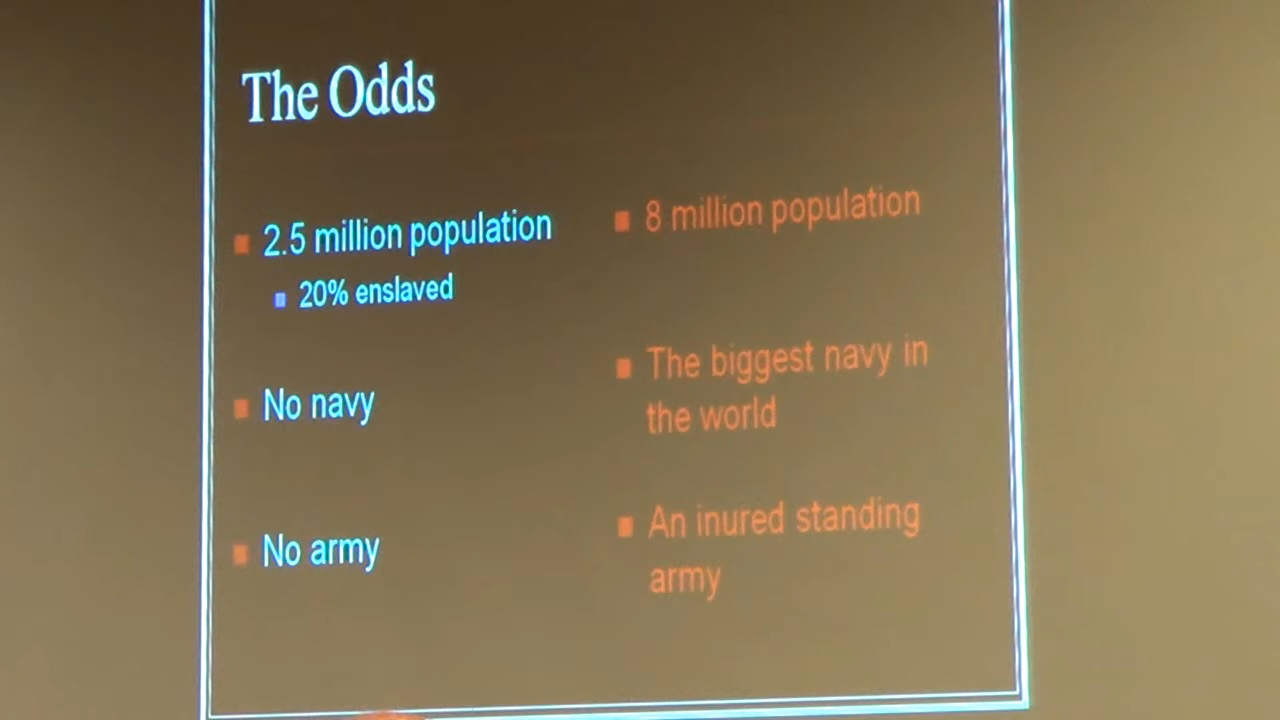 The Odds
2.5 million population
20% enslaved
No navy
No army
8 million population
The biggest navy in
the world
An inured standing
army